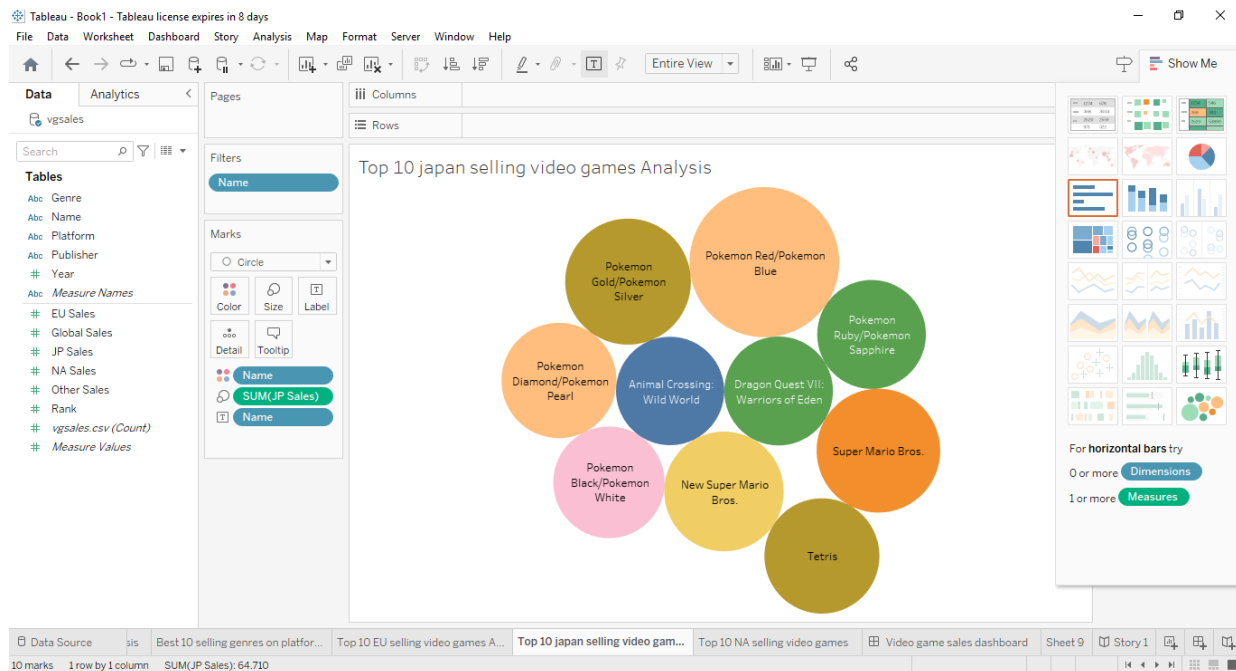 Tableau - Book1 - Tableau license expires in 8 days
File Data Worksheet Dashboard Story Analysis Map Format Server Window Help
Entire View
Show Me
Data Analytics
vgsales
Search
Tables
Abc Genre
Abc Name
Abc Platform
Abc Publisher
# Year
Abc Measure Names
# EU Sales
# Global Sales
# JP Sales
# NA Sales
# Other Sales
# Rank
# vgsales.csv (Count)
# Measure Values
Pages
Filters
Name
Marks
Circle
Color Size Label
Detail Tooltip
Name
SUM(JP Sales)
Name
Columns
Rows
Top 10 japan selling video games Analysis
Pokemon
Gold/Pokemon
Silver
Pokemon Red/Pokemon
Blue
Pokemon
Ruby/Pokemon
Sapphire
Pokemon
Diamond/Pokemon
Pearl
Animal Crossing:
Wild World
Dragon Quest VII:
Warriors of Eden
Super Mario Bros.
Pokemon
Black/Pokemon
White
New Super Mario
Bros.
Tetris
For horizontal bars try
0 or more Dimensions
1 or more Measures
Data Source sis Best 10 selling genres on platfor... Top 10 EU selling video games A... Top 10 japan selling video gam... Top 10 NA selling video games Video game sales dashboard Sheet 9 Story 1
10 marks 1 row by 1 column SUM(JP Sales): 64.710